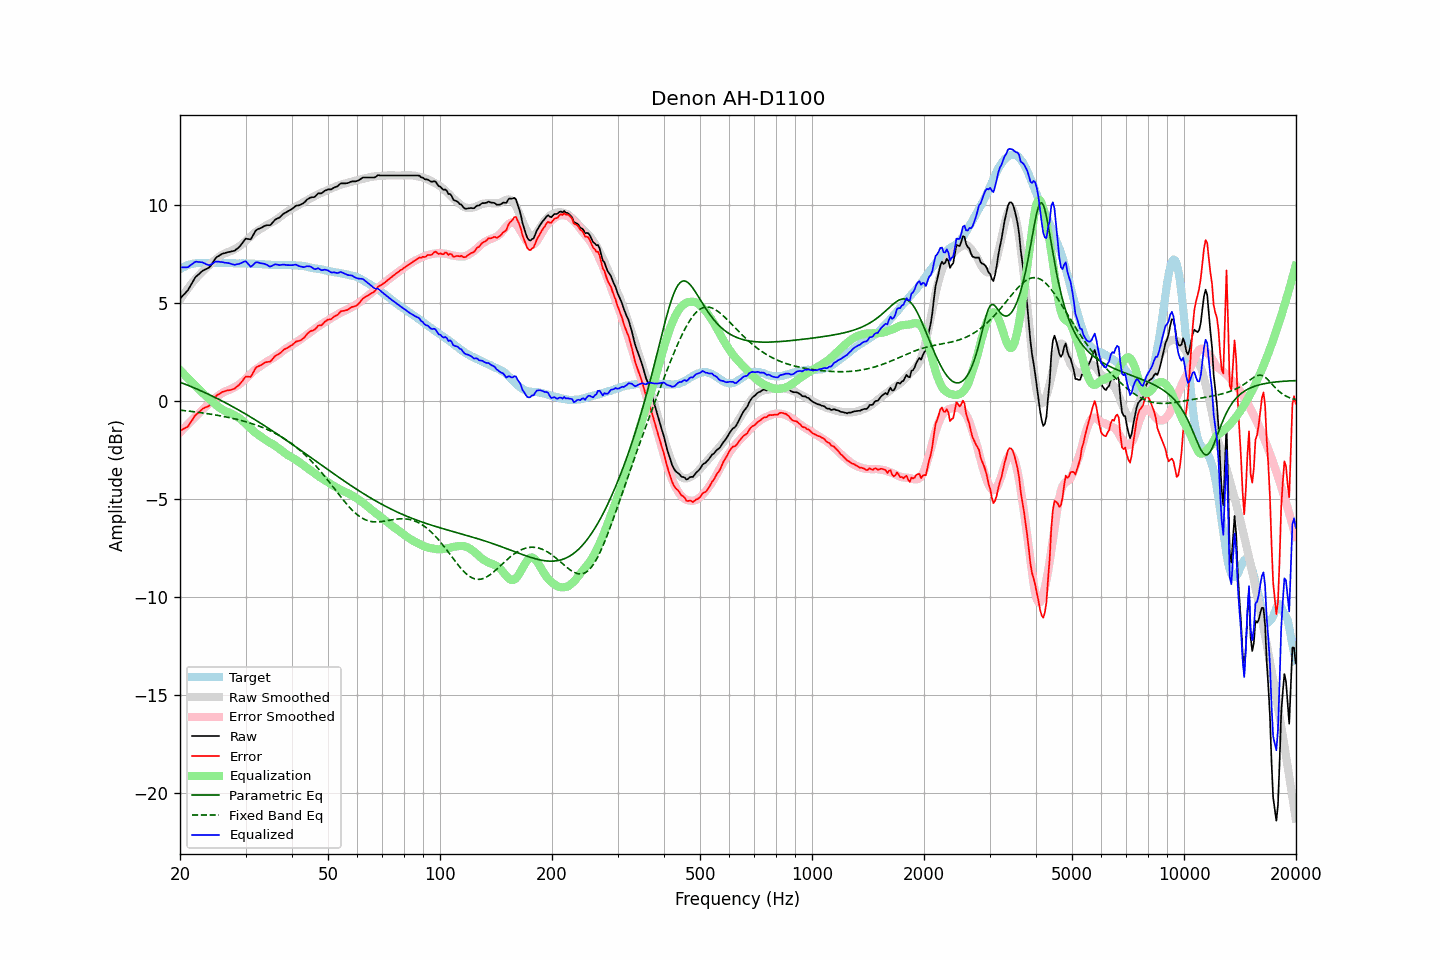 Denon AH-D1100
Amplitude (dBr)
10
5
0
−5
−10
−15
−20
Target
Raw Smoothed
Error Smoothed
Raw
Error
Equalization
Parametric Eq
Fixed Band Eq
Equalized
20 50 100 200 500 1000 2000 5000 10000 20000
Frequency (Hz)